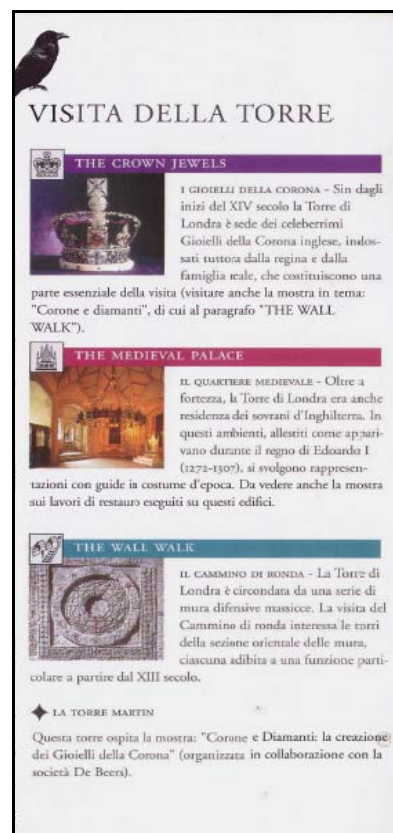 VISITA DELLA TORRE
THE CROWN JEWELS
I GIOIELLI DELLA CORONA - Sin dagli
inizi del XIV secolo la Torre di
Londra è sede dei celeberrimi
Gioielli della Corona inglese, indos-
sati tuttora dalla regina e dalla
famiglia reale, che costituiscono una
parte essenziale della visita (visitare anche la mostra in tema:
"Corone e diamanti", di cui al paragrafo "THE WALL
WALK").
THE MEDIEVAL PALACE
IL QUARTIERE MEDIEVALE - Oltre a
fortezza, la Torre di Londra era anche
residenza dei sovrani d'Inghilterra. In
questi ambienti, allestiti come appari-
vano durante il regno di Edoardo I
(1272-1307), si svolgono rappresen-
tazioni con guide in costume d'epoca. Da vedere anche la mostra
sui lavori di restauro eseguiti su questi edifici.
THE WALL WALK
IL CAMMINO DI RONDA - La Torre di
Londra è circondata da una serie di
mura difensive massicce. La visita del
Cammino di ronda interessa le torri
della sezione orientale delle mura,
ciascuna adibita a una funzione parti-
colare a partire dal XIII secolo.
LA TORRE MARTIN
Questa torre ospita la mostra: "Corone e Diamanti: la creazione
dei Gioielli della Corona" (organizzata in collaborazione con la
società De Beers).